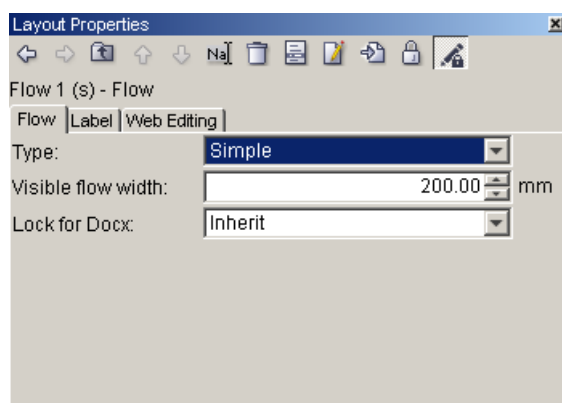 Layout Properties
Na
Flow 1 (s) - Flow
Flow Label Web Editing
Type: Simple
Visible flow width: 200.00 mm
Lock for Docx: Inherit